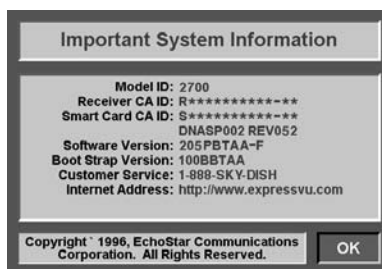 Important System Information
Model ID: 2700
Receiver CA ID: R**********-**
Smart Card CA ID: S**********-**
DNASP002 REV052
Software Version: 205PBTAA-F
Boot Strap Version: 100BBTAA
Customer Service: 1-888-SKY-DISH
Internet Address: http://www.expressvu.com
Copyright ` 1996, EchoStar Communications
Corporation. All Rights Reserved.
OK